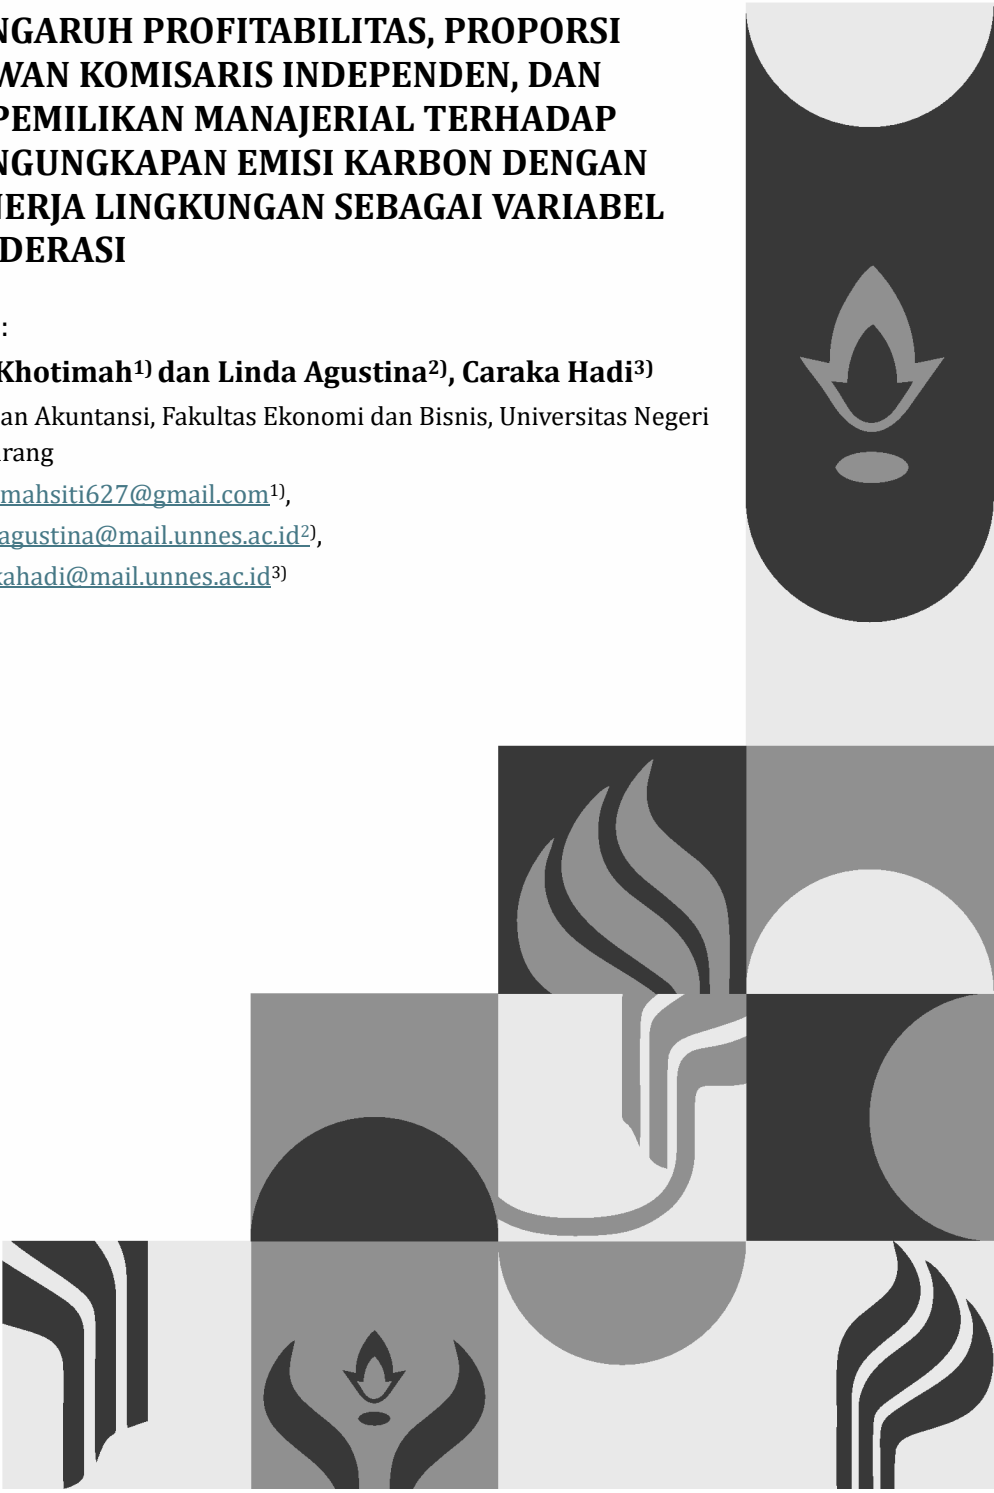 NGARUH PROFITABILITAS, PROPORSI
WAN KOMISARIS INDEPENDEN, DAN
PEMILIKAN MANAJERIAL TERHADAP
NGUNGKAPAN EMISI KARBON DENGAN
NERJA LINGKUNGAN SEBAGAI VARIABEL
DERASI
:
Khotimah1) dan Linda Agustina2), Caraka Hadi3)
an Akuntansi, Fakultas Ekonomi dan Bisnis, Universitas Negeri
arang
mahsiti627@gmail.com1),
agustina@mail.unnes.ac.id2),
kahadi@mail.unnes.ac.id3)